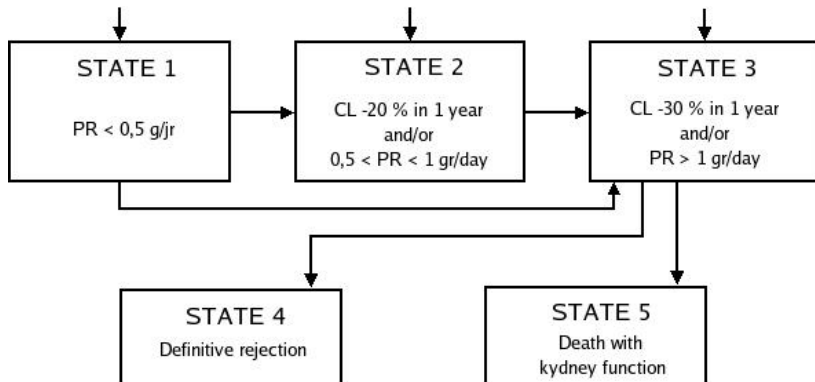 STATE 1
PR < 0,5 g/jr
STATE 2
CL -20 % in 1 year
and/or
0,5 < PR < 1 gr/day
STATE 3
CL -30 % in 1 year
and/or
PR > 1 gr/day
STATE 4
Definitive rejection
STATE 5
Death with
kydney function